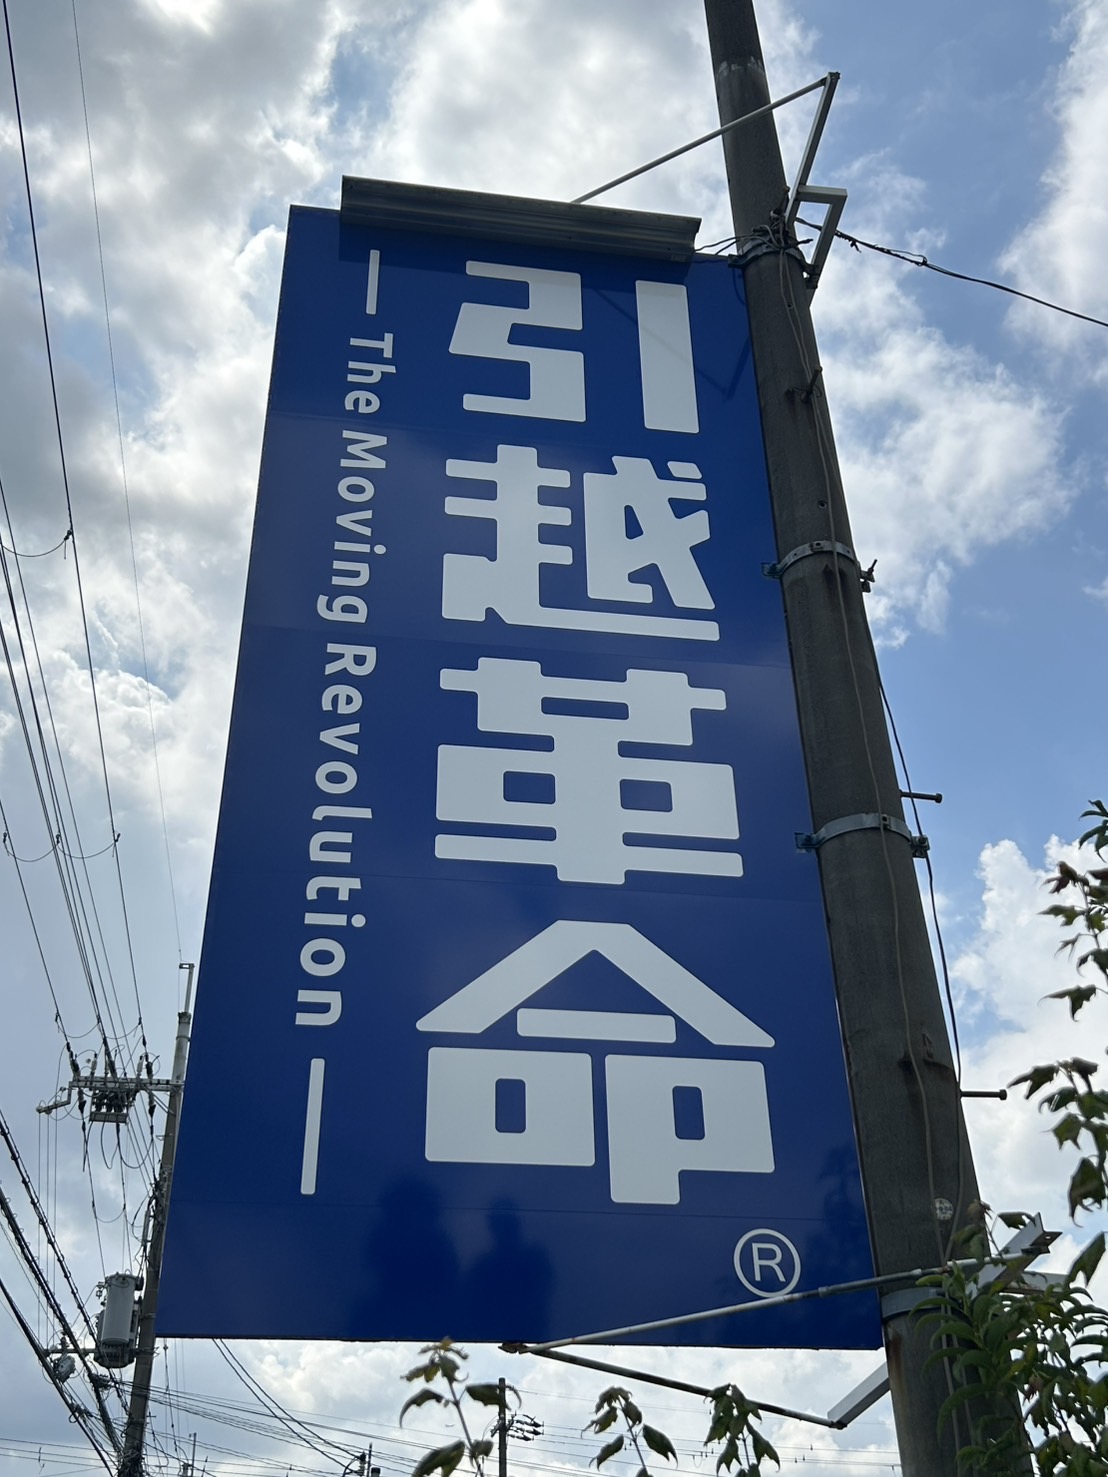 引越革命
— The Moving Revolution —
®